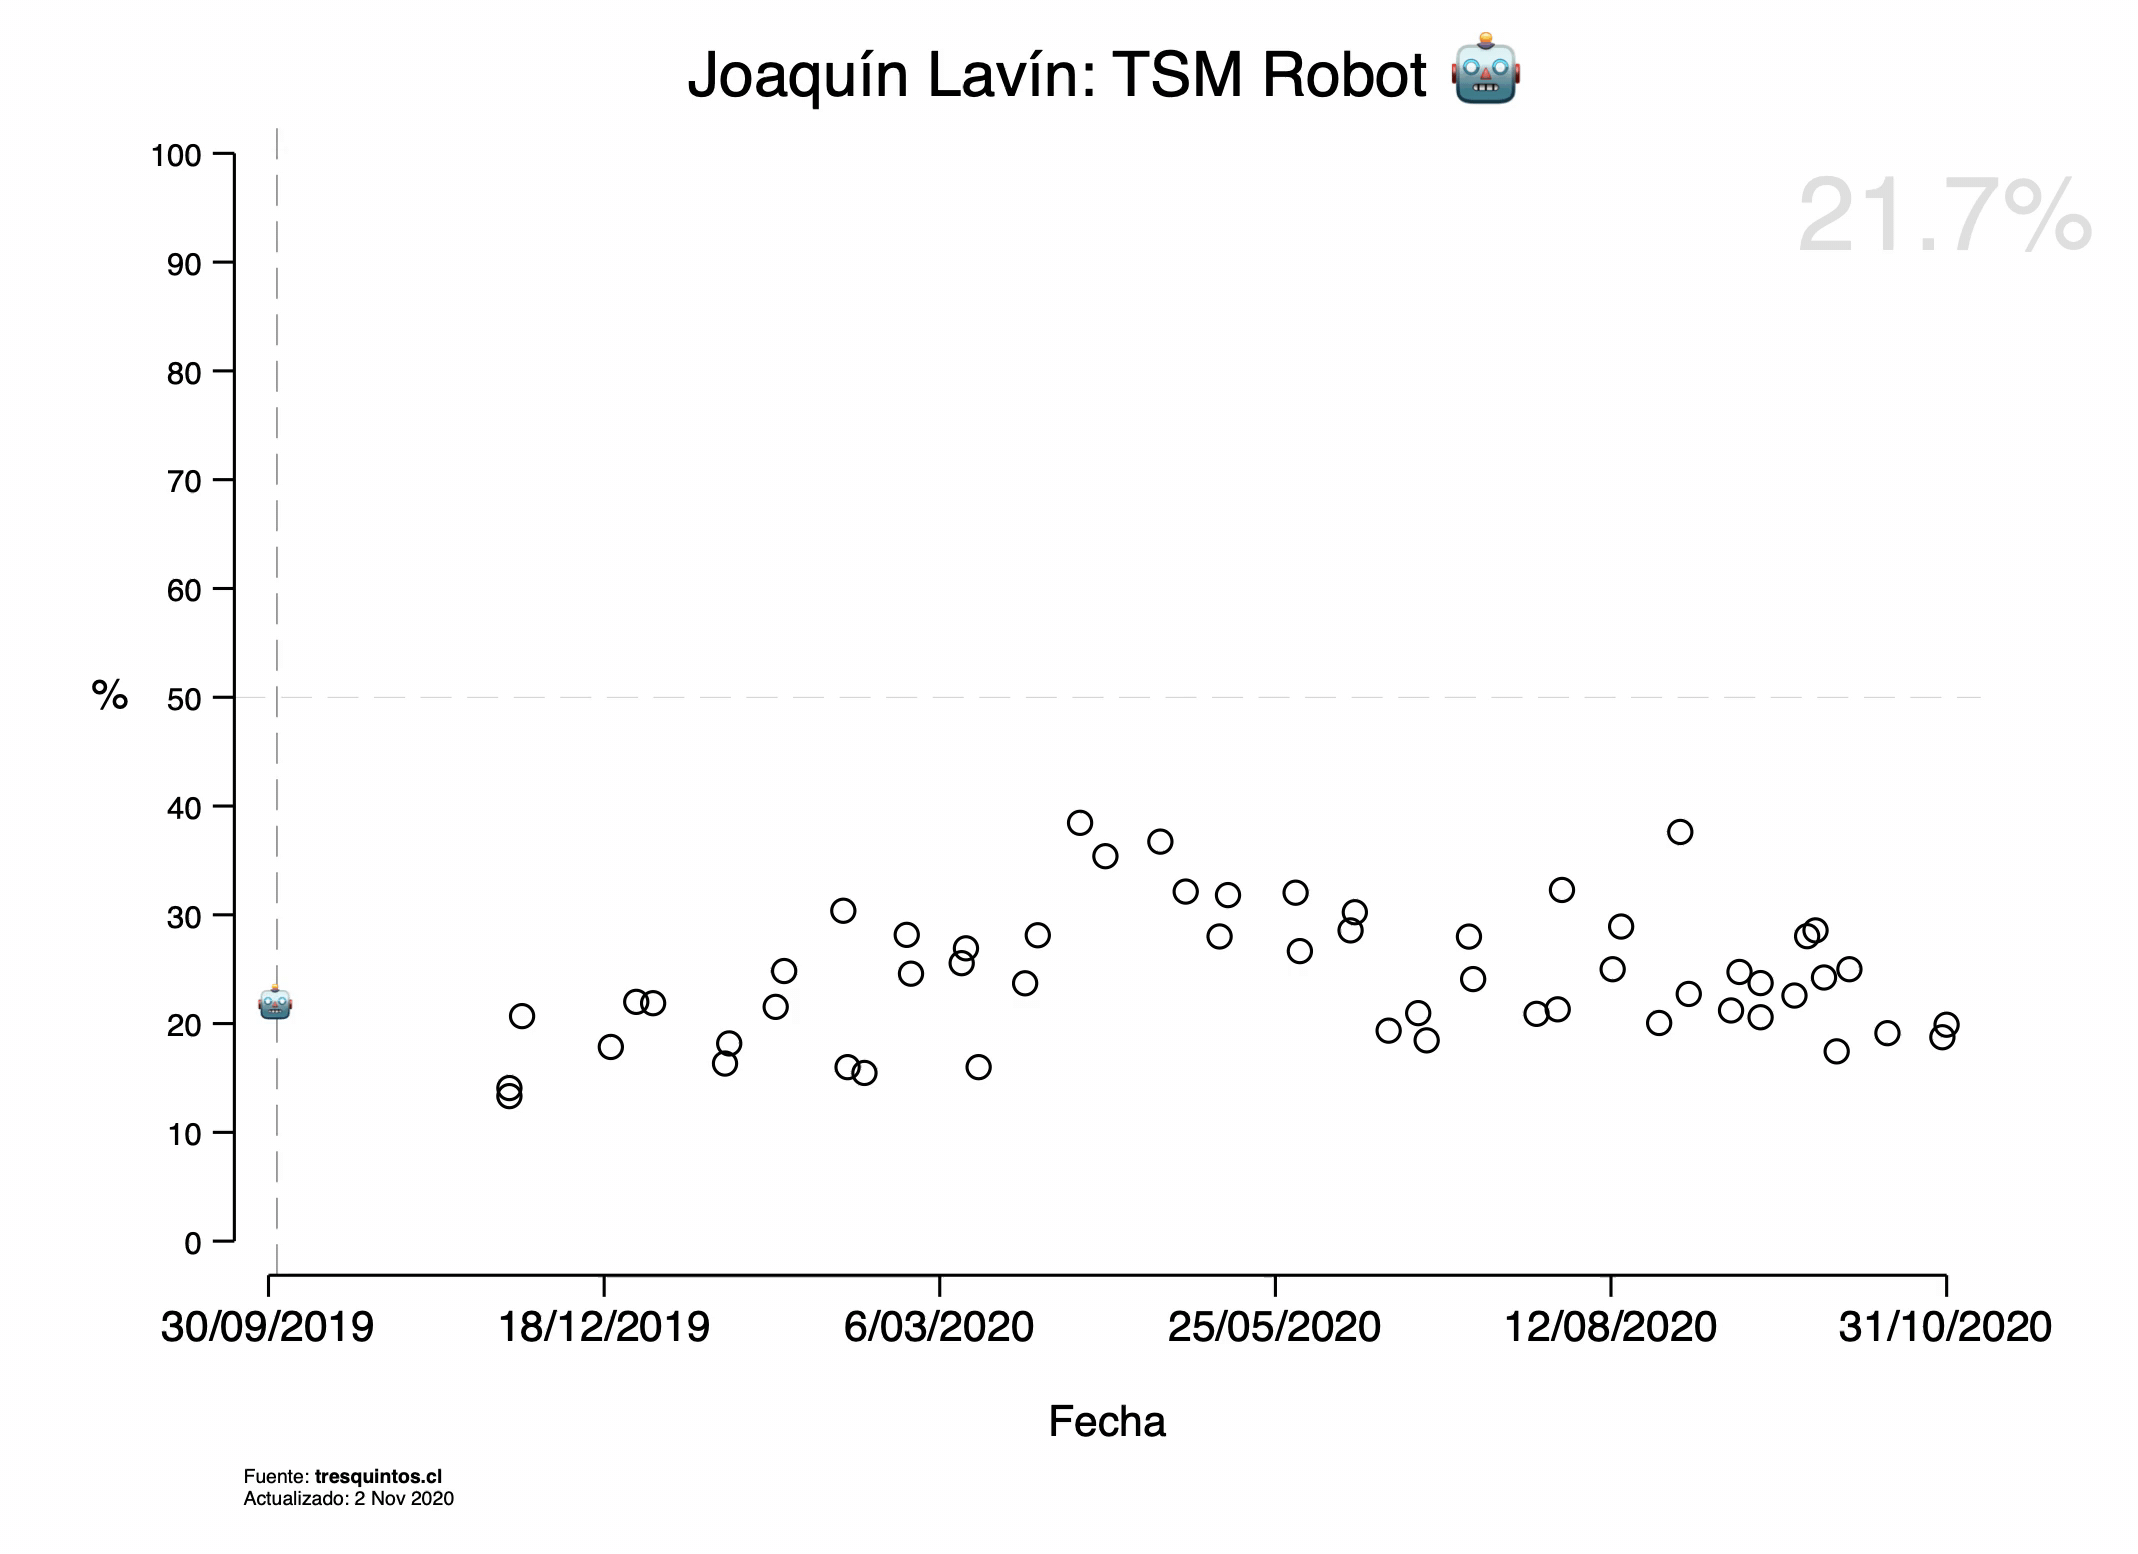 Joaquín Lavín: TSM Robot 🤖
21.7%
100
90
80
70
60
50
40
30
20
10
0
%
30/09/2019 18/12/2019 6/03/2020 25/05/2020 12/08/2020 31/10/2020
Fecha
Fuente: tresquintos.cl
Actualizado: 2 Nov 2020